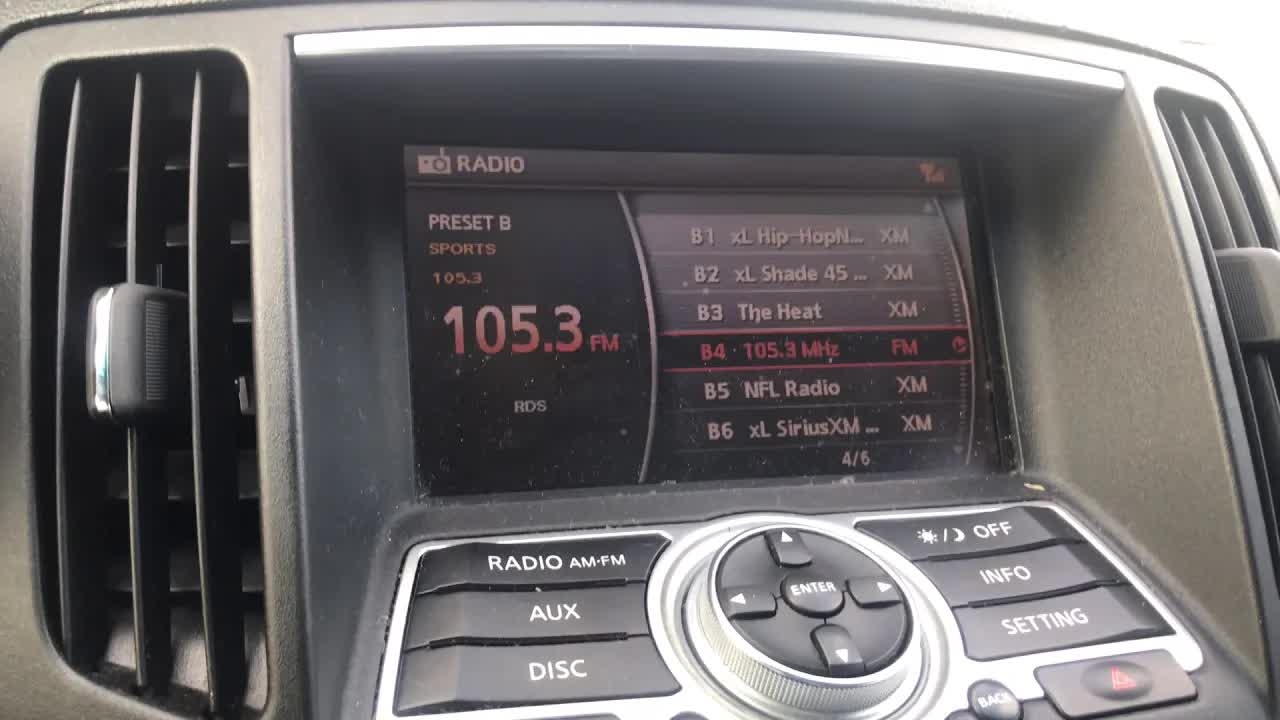 RADIO
PRESET B
SPORTS
105.3
105.3 FM
RDS
B1 xL Hip-HopN... XM
B2 xL Shade 45 ... XM
B3 The Heat XM
B4 105.3 MHz FM
B5 NFL Radio XM
B6 xL SiriusXM ... XM
4/6
RADIO AM·FM
AUX
DISC
ENTER
OFF
INFO
SETTING
BACK